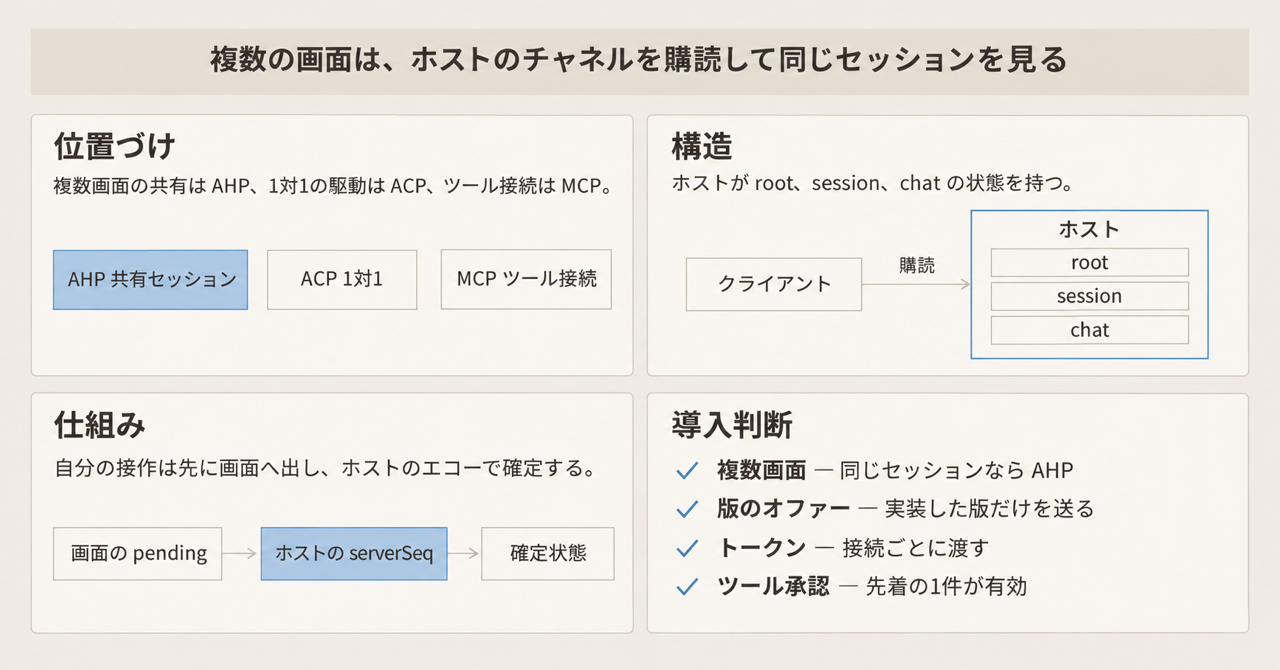 複数の画面は、ホストのチャネルを購読して同じセッションを見る
位置づけ
複数画面の共有は AHP、1対1の駆動は ACP、ツール接続は MCP。
AHP 共有セッション
ACP 1対1
MCP ツール接続
構造
ホストが root、session、chat の状態を持つ。
クライアント
購読
ホスト
root
session
chat
仕組み
自分の接作は先に画面へ出し、ホストのエコーで確定する。
画面の pending
ホストの serverSeq
確定状態
導入判断
複数画面 — 同じセッションなら AHP
版のオファー — 実装した版だけを送る
トークン — 接続ごとに渡す
ツール承認 — 先着の1件が有効